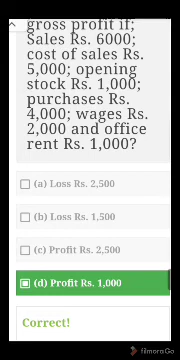 gross profit if;
Sales Rs. 6000;
cost of sales Rs.
5,000; opening
stock Rs. 1,000;
purchases Rs.
4,000; wages Rs.
2,000 and office
rent Rs. 1,000?
(a) Loss Rs. 2,500
(b) Loss Rs. 1,500
(c) Profit Rs. 2,500
(d) Profit Rs. 1,000
Correct!
filmoraGo